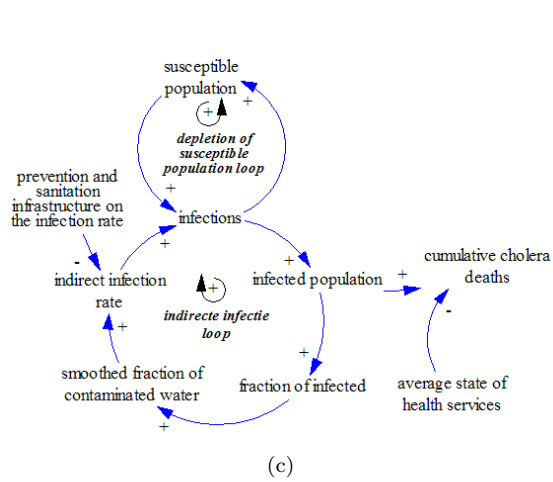 susceptible
population
+
+
depletion of
susceptible
population loop
prevention and
sanitation
infrastructure on
the infection rate
+
infections
+
-
+
cumulative cholera
deaths
indirect infection
rate
infected population
+
+
-
indirecte infectie
loop
+
+
smoothed fraction of
contaminated water
fraction of infected
average state of
health services
+
(c)